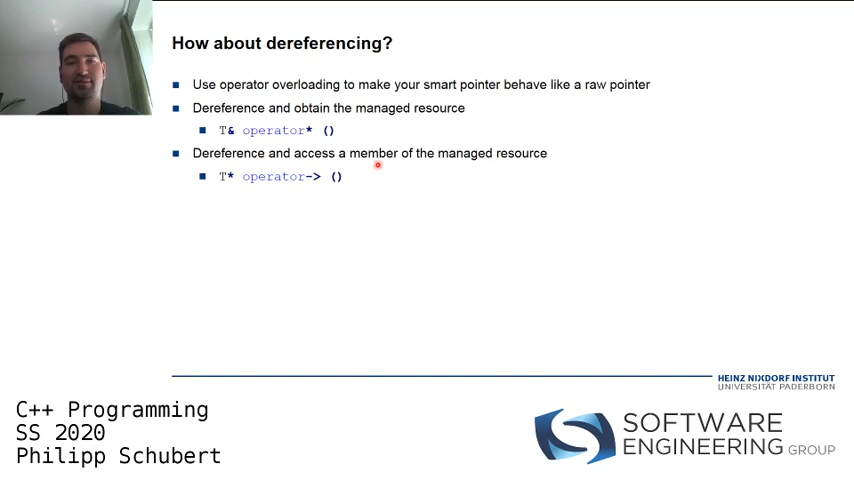 How about dereferencing?
Use operator overloading to make your smart pointer behave like a raw pointer
Dereference and obtain the managed resource
T& operator* ()
Dereference and access a member of the managed resource
T* operator-> ()
HEINZ NIXDORF INSTITUT
UNIVERSITÄT PADERBORN
C++ Programming
SS 2020
Philipp Schubert
SOFTWARE
ENGINEERING GROUP